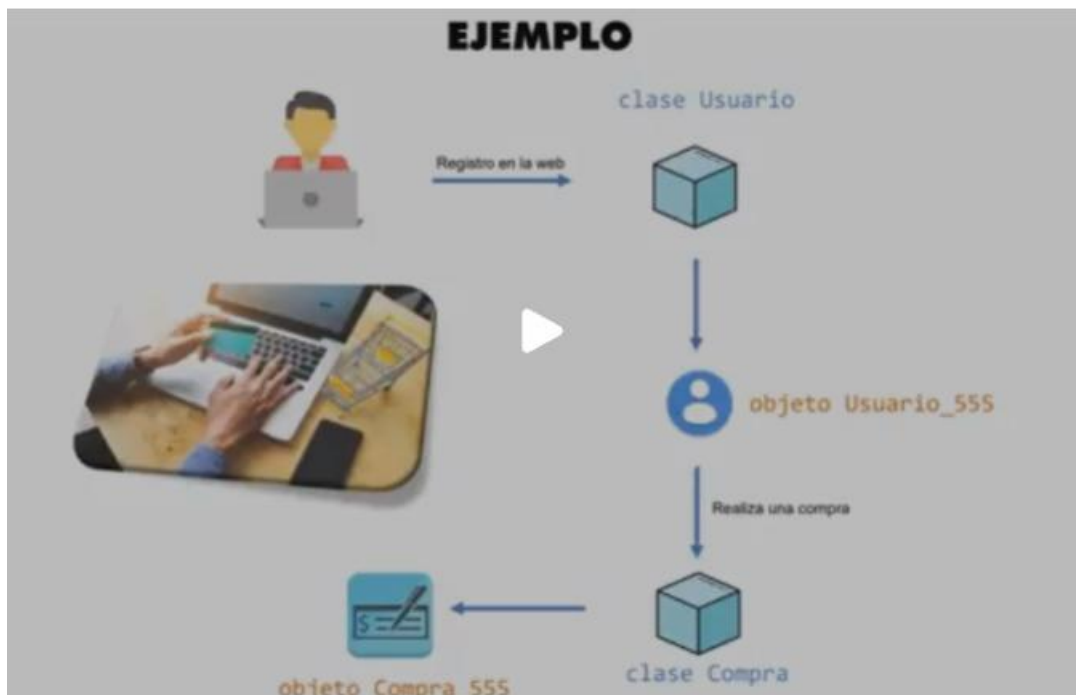 EJEMPLO
clase Usuario
Registro en la web
objeto Usuario_555
Realiza una compra
clase Compra
objeto Compra_555